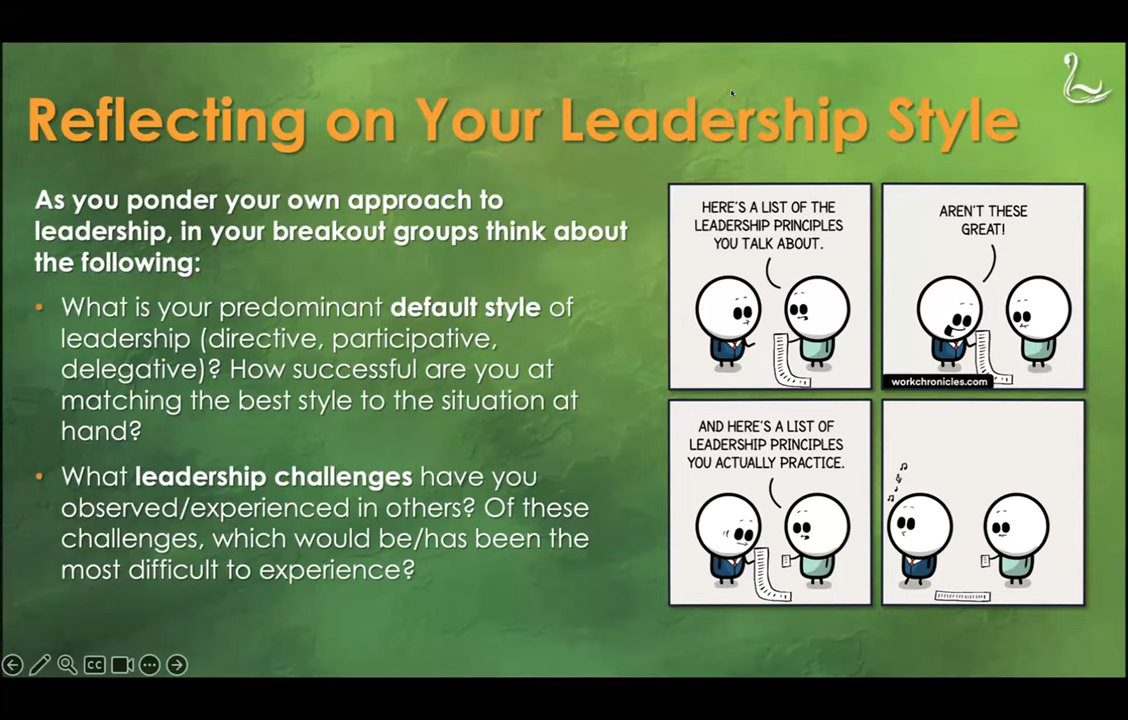 Reflecting on Your Leadership Style
As you ponder your own approach to
leadership, in your breakout groups think about
the following:
• What is your predominant default style of
leadership (directive, participative,
delegative)? How successful are you at
matching the best style to the situation at
hand?
• What leadership challenges have you
observed/experienced in others? Of these
challenges, which would be/has been the
most difficult to experience?
HERE'S A LIST OF THE
LEADERSHIP PRINCIPLES
YOU TALK ABOUT.
AREN'T THESE
GREAT!
workchronicles.com
AND HERE'S A LIST OF
LEADERSHIP PRINCIPLES
YOU ACTUALLY PRACTICE.
CC